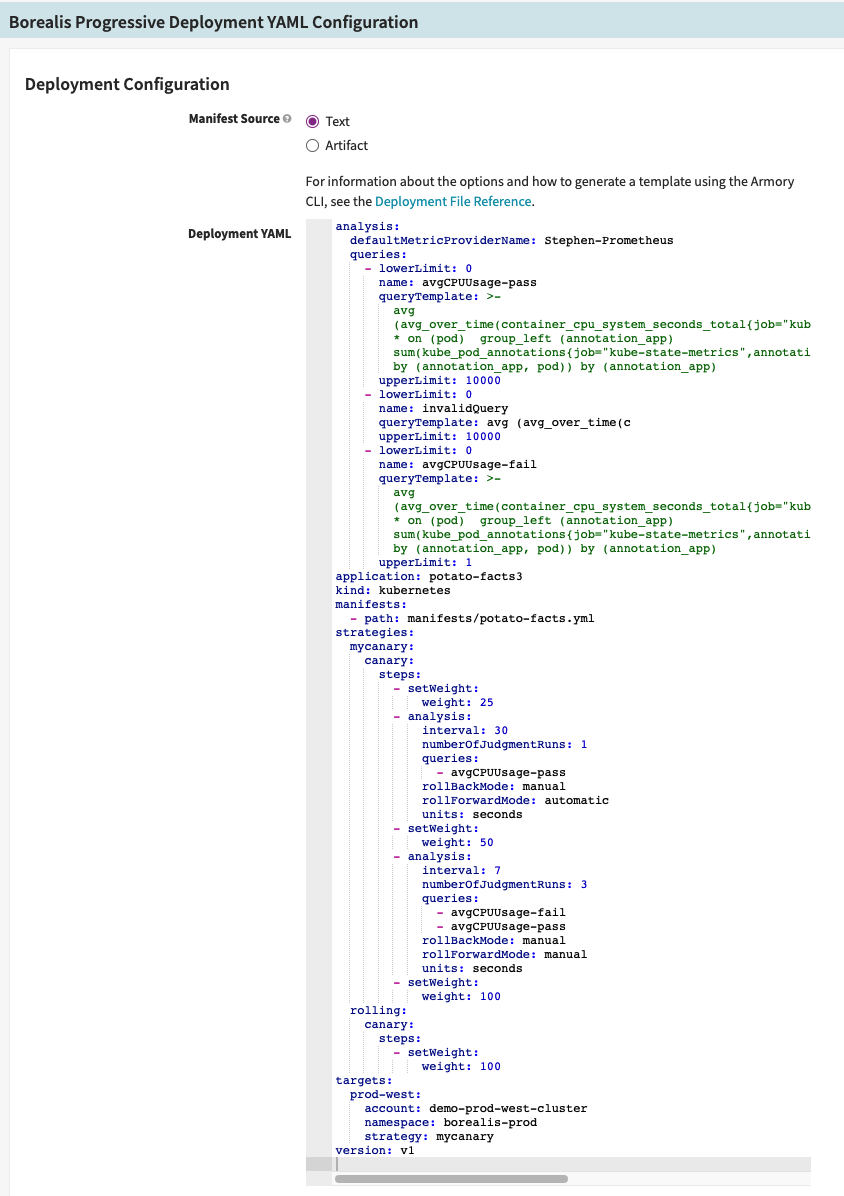 Borealis Progressive Deployment YAML Configuration
Deployment Configuration
Manifest Source
Text
Artifact
For information about the options and how to generate a template using the Armory
CLI, see the Deployment File Reference.
Deployment YAML
analysis:
  defaultMetricProviderName: Stephen-Prometheus
  queries:
    - lowerLimit: 0
      name: avgCPUUsage-pass
      queryTemplate: >-
        avg
        (avg_over_time(container_cpu_system_seconds_total{job="kub
        * on (pod)  group_left (annotation_app)
        sum(kube_pod_annotations{job="kube-state-metrics",annotati
        by (annotation_app, pod)) by (annotation_app)
      upperLimit: 10000
    - lowerLimit: 0
      name: invalidQuery
      queryTemplate: avg (avg_over_time(c
      upperLimit: 10000
    - lowerLimit: 0
      name: avgCPUUsage-fail
      queryTemplate: >-
        avg
        (avg_over_time(container_cpu_system_seconds_total{job="kub
        * on (pod)  group_left (annotation_app)
        sum(kube_pod_annotations{job="kube-state-metrics",annotati
        by (annotation_app, pod)) by (annotation_app)
      upperLimit: 1
application: potato-facts3
kind: kubernetes
manifests:
  - path: manifests/potato-facts.yml
strategies:
  mycanary:
    canary:
      steps:
        - setWeight:
            weight: 25
        - analysis:
            interval: 30
            numberOfJudgmentRuns: 1
            queries:
              - avgCPUUsage-pass
            rollBackMode: manual
            rollForwardMode: automatic
            units: seconds
        - setWeight:
            weight: 50
        - analysis:
            interval: 7
            numberOfJudgmentRuns: 3
            queries:
              - avgCPUUsage-fail
              - avgCPUUsage-pass
            rollBackMode: manual
            rollForwardMode: manual
            units: seconds
        - setWeight:
            weight: 100
  rolling:
    canary:
      steps:
        - setWeight:
            weight: 100
targets:
  prod-west:
    account: demo-prod-west-cluster
    namespace: borealis-prod
    strategy: mycanary
version: v1